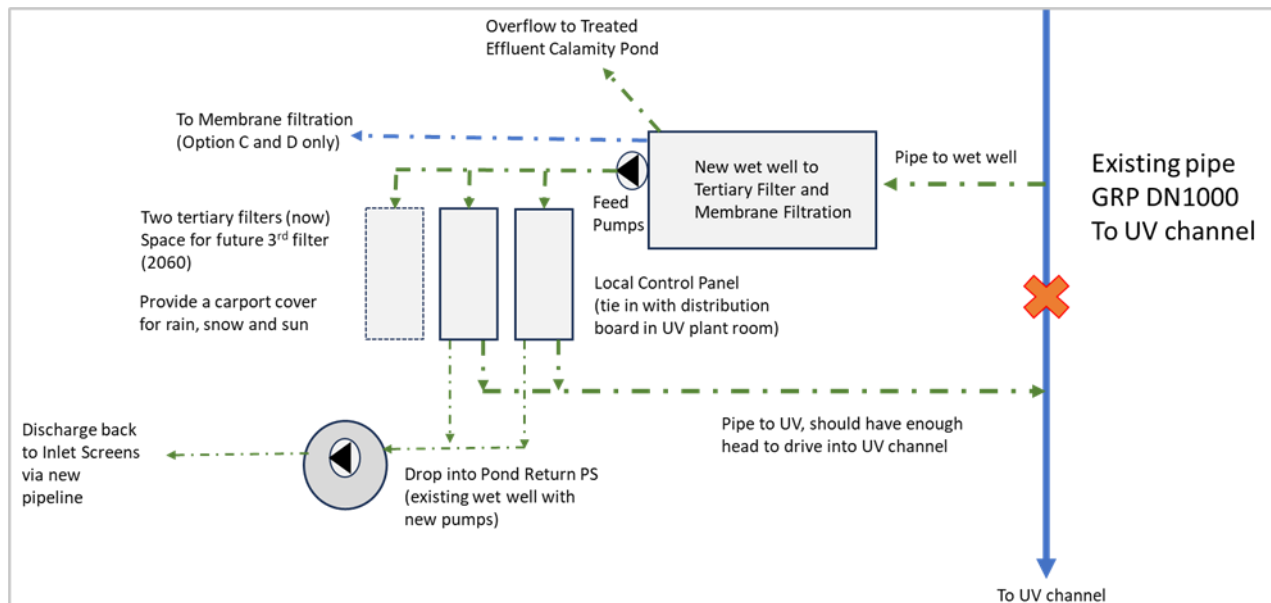 Overflow to Treated
Effluent Calamity Pond
To Membrane filtration
(Option C and D only)
Pipe to wet well
New wet well to
Tertiary Filter and
Membrane Filtration
Existing pipe
GRP DN1000
To UV channel
Feed
Pumps
Two tertiary filters (now)
Space for future 3rd filter
(2060)
Provide a carport cover
for rain, snow and sun
Local Control Panel
(tie in with distribution
board in UV plant room)
Pipe to UV, should have enough
head to drive into UV channel
Discharge back
to Inlet Screens
via new
pipeline
Drop into Pond Return PS
(existing wet well with
new pumps)
To UV channel